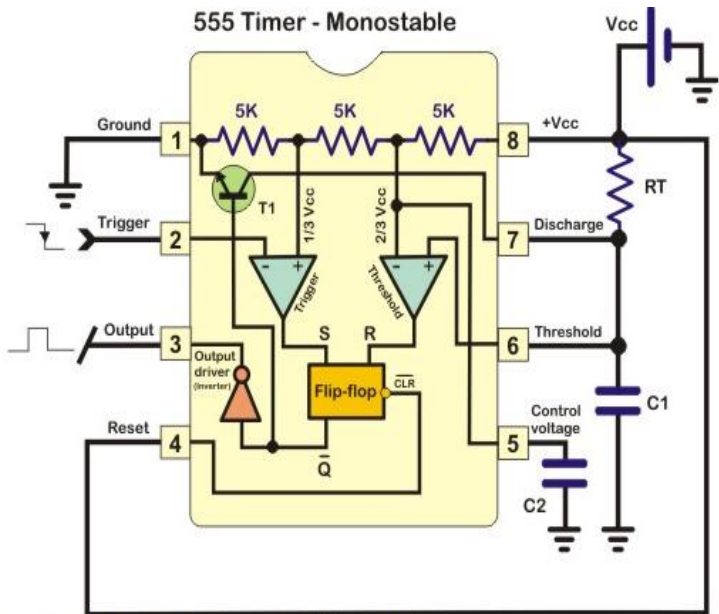 555 Timer - Monostable
Vcc
5K 5K 5K
Ground
1
8
+Vcc
RT
T1
1/3 Vcc
2/3 Vcc
Trigger
2
7
Discharge
- +
- +
Trigger
Threshold
Output
3
6
Threshold
S R
Output
driver
(Inverter)
Flip-flop
C̅L̅R̅
C1
Reset
4
5
Control
voltage
Q̅
C2